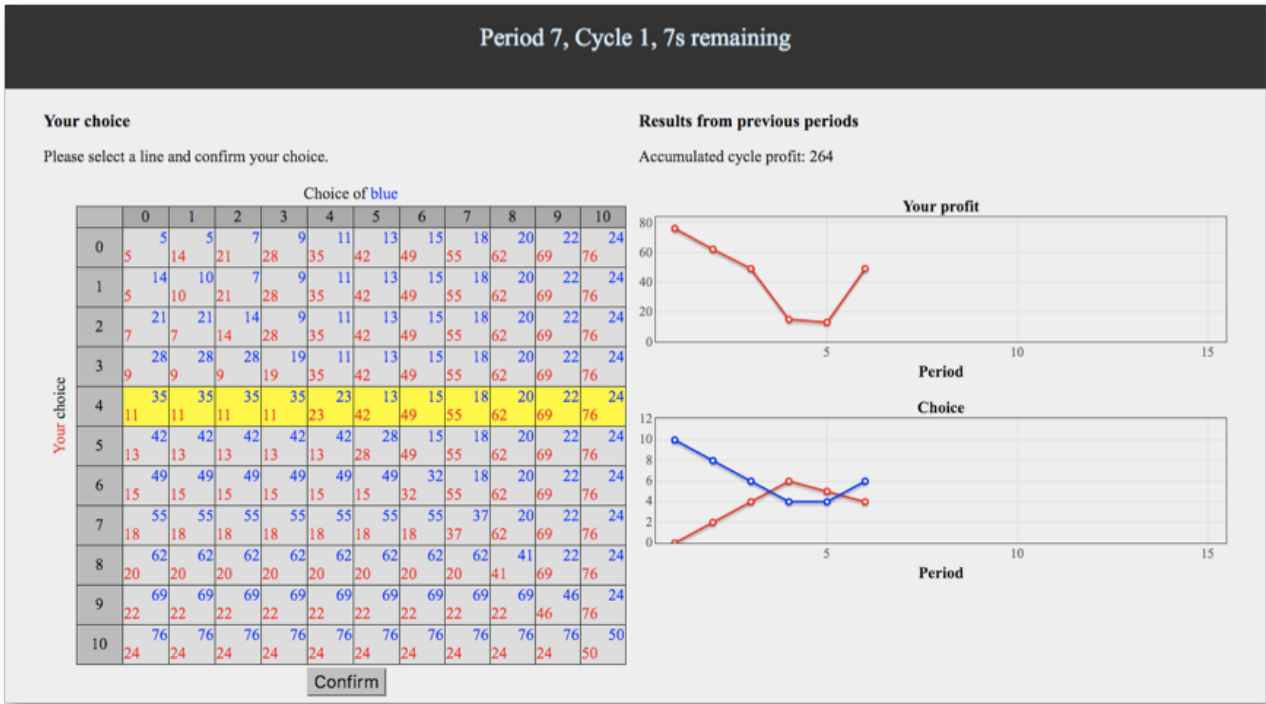 Period 7, Cycle 1, 7s remaining
Your choice
Please select a line and confirm your choice.
Choice of blue
0 1 2 3 4 5 6 7 8 9 10
Your choice
0
5 5 7 9 11 13 15 18 20 22 24
5 14 21 28 35 42 49 55 62 69 76
1
14 10 7 9 11 13 15 18 20 22 24
5 10 21 28 35 42 49 55 62 69 76
2
21 21 14 9 11 13 15 18 20 22 24
7 7 14 28 35 42 49 55 62 69 76
3
28 28 28 19 11 13 15 18 20 22 24
9 9 9 19 35 42 49 55 62 69 76
4
35 35 35 35 23 13 15 18 20 22 24
11 11 11 11 23 42 49 55 62 69 76
5
42 42 42 42 42 28 15 18 20 22 24
13 13 13 13 13 28 49 55 62 69 76
6
49 49 49 49 49 49 32 18 20 22 24
15 15 15 15 15 15 32 55 62 69 76
7
55 55 55 55 55 55 55 37 20 22 24
18 18 18 18 18 18 18 37 62 69 76
8
62 62 62 62 62 62 62 62 41 22 24
20 20 20 20 20 20 20 20 41 69 76
9
69 69 69 69 69 69 69 69 69 46 24
22 22 22 22 22 22 22 22 22 46 76
10
76 76 76 76 76 76 76 76 76 76 50
24 24 24 24 24 24 24 24 24 24 50
Confirm
Results from previous periods
Accumulated cycle profit: 264
Your profit
80
60
40
20
0
5 10 15
Period
Choice
12
10
8
6
4
2
0
5 10 15
Period